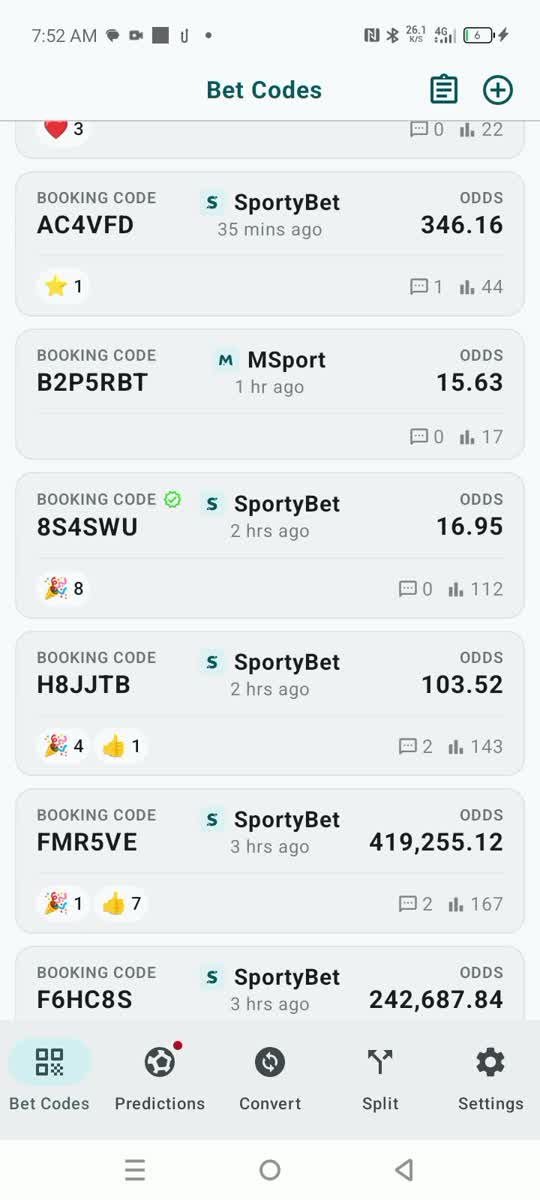 7:52 AM 26.1 K/S 4G 6
Bet Codes
3 0 22
BOOKING CODE SportyBet ODDS
AC4VFD 35 mins ago 346.16
1 1 44
BOOKING CODE M MSport ODDS
B2P5RBT 1 hr ago 15.63
0 17
BOOKING CODE S SportyBet ODDS
8S4SWU 2 hrs ago 16.95
8 0 112
BOOKING CODE S SportyBet ODDS
H8JJTB 2 hrs ago 103.52
4 1 2 143
BOOKING CODE S SportyBet ODDS
FMR5VE 3 hrs ago 419,255.12
1 7 2 167
BOOKING CODE S SportyBet ODDS
F6HC8S 3 hrs ago 242,687.84
Bet Codes Predictions Convert Split Settings